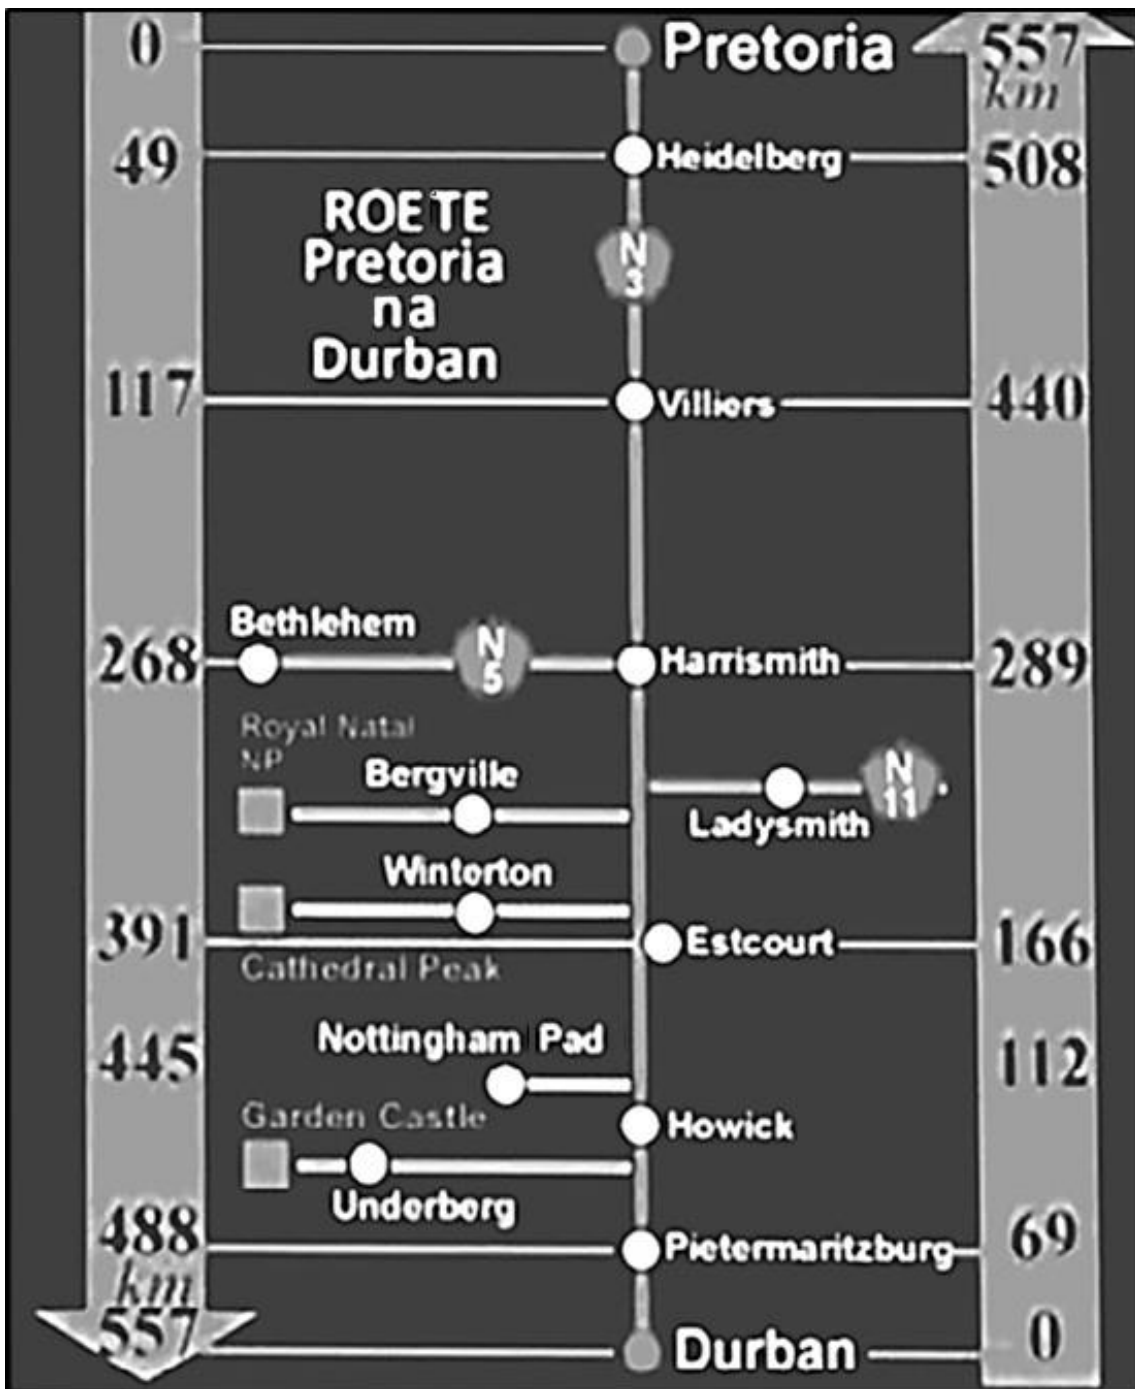 0
Pretoria
557
km
49
Heidelberg
508
ROETE
Pretoria
na
Durban
N
3
117
Villiers
440
Bethlehem
N
5
268
Harrismith
289
Royal Natal
NP
Bergville
N
11
Ladysmith
Winterton
391
Estcourt
166
Cathedral Peak
Nottingham Pad
445
112
Garden Castle
Howick
Underberg
488
Pietermaritzburg
69
km
557
Durban
0